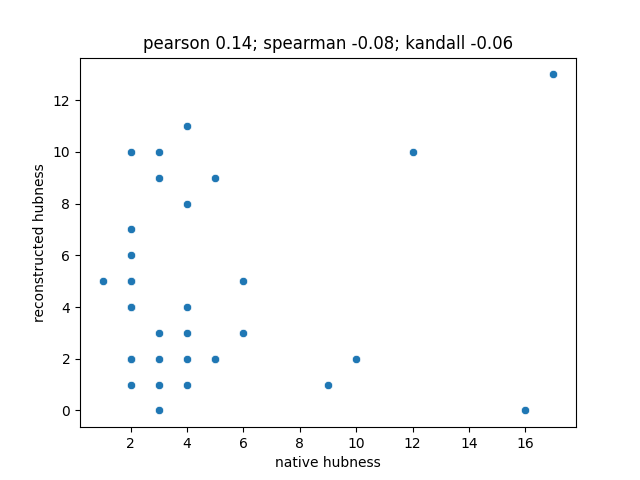 pearson 0.14; spearman -0.08; kandall -0.06
reconstructed hubness
12
10
8
6
4
2
0
2 4 6 8 10 12 14 16
native hubness